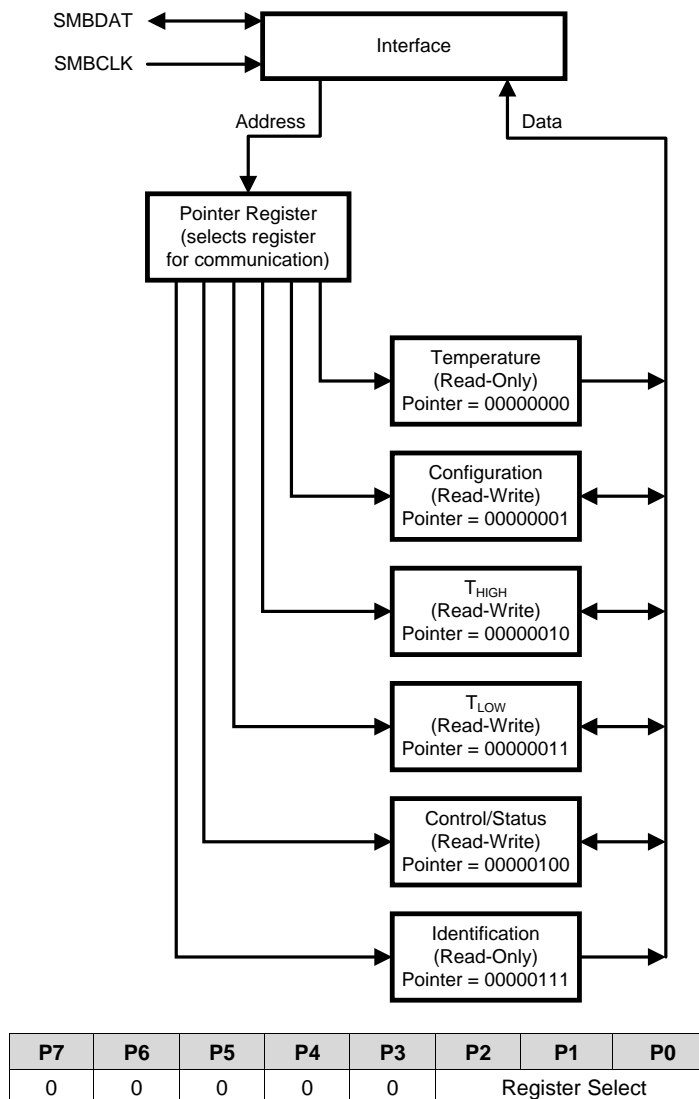 SMBDAT
Interface
SMBCLK
Address
Data
Pointer Register
(selects register
for communication)
Temperature
(Read-Only)
Pointer = 00000000
Configuration
(Read-Write)
Pointer = 00000001
THIGH
(Read-Write)
Pointer = 00000010
TLOW
(Read-Write)
Pointer = 00000011
Control/Status
(Read-Write)
Pointer = 00000100
Identification
(Read-Only)
Pointer = 00000111
P7 P6 P5 P4 P3 P2 P1 P0
0 0 0 0 0 Register Select